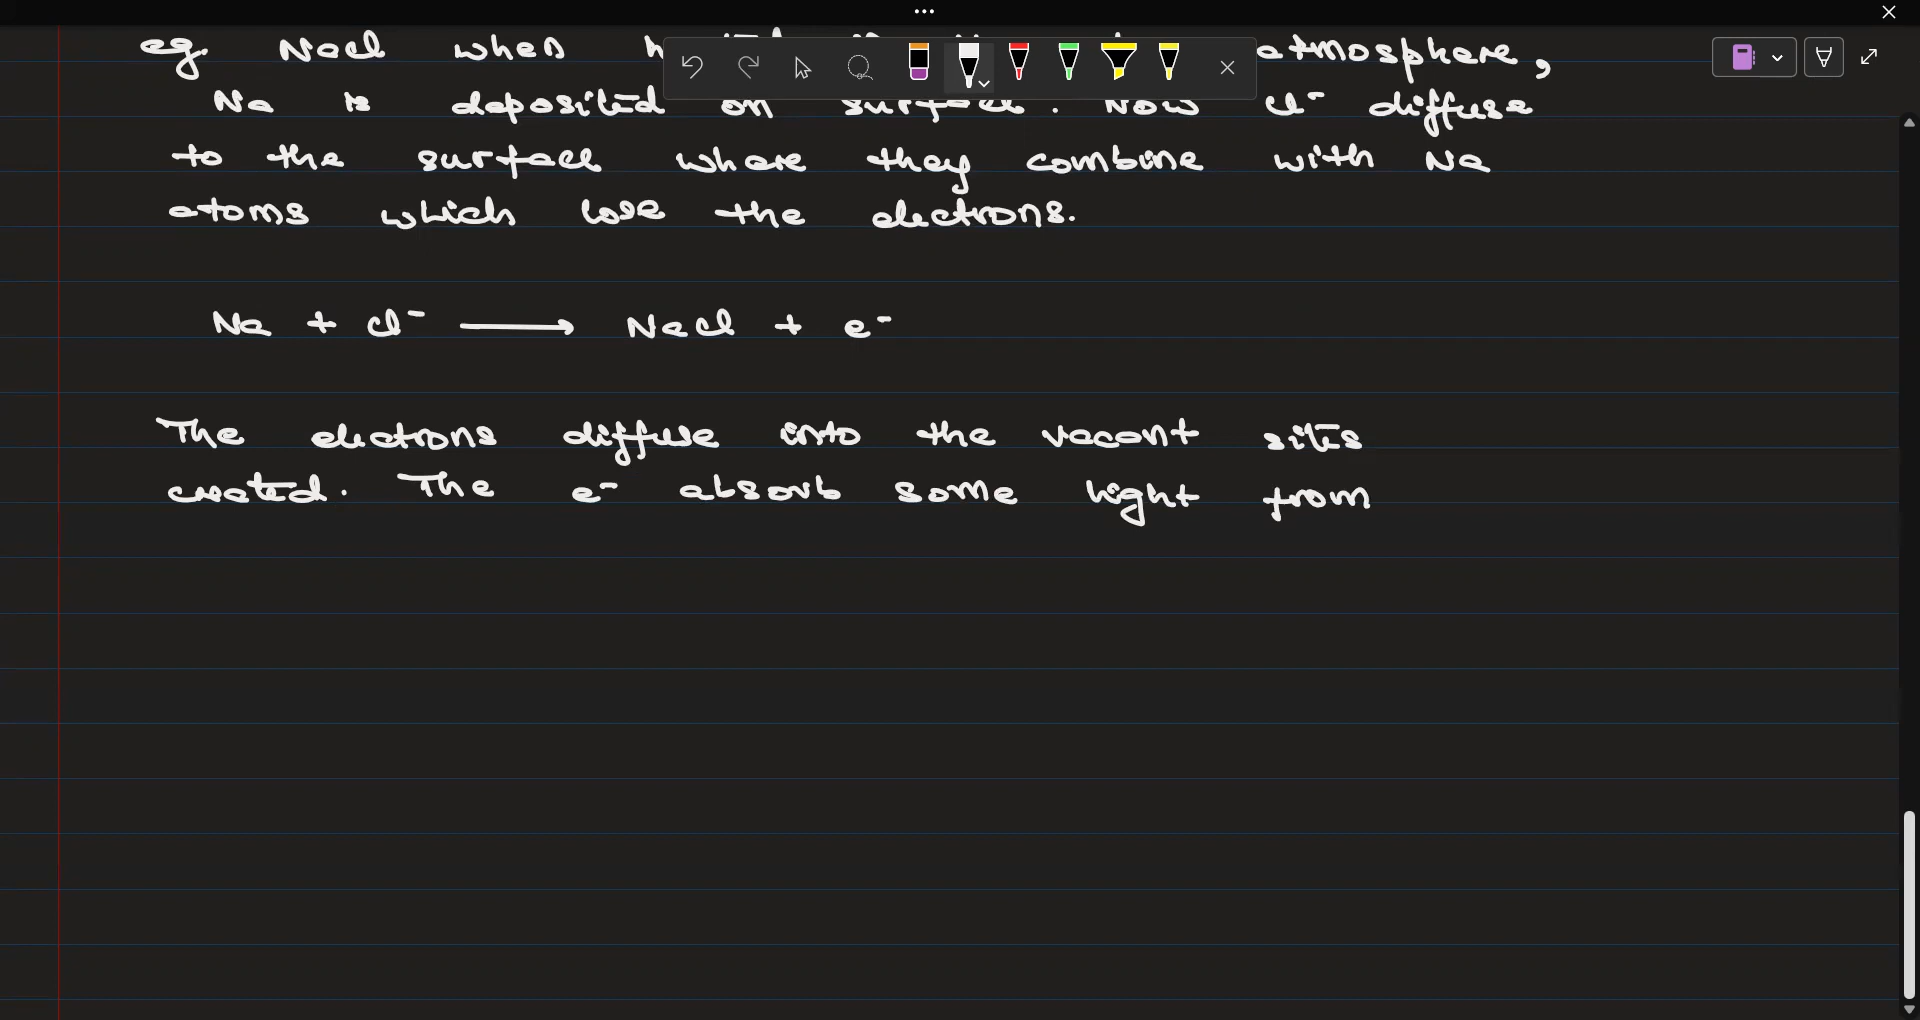 eg. NaCl when atmosphere,
Na is deposited on surface. Now Cl⁻ diffuse
to the surface where they combine with Na
atoms which lose the electrons.
Na + Cl⁻ ⟶ NaCl + e⁻
The electrons diffuse into the vacant sites
created. The e⁻ absorb some light from